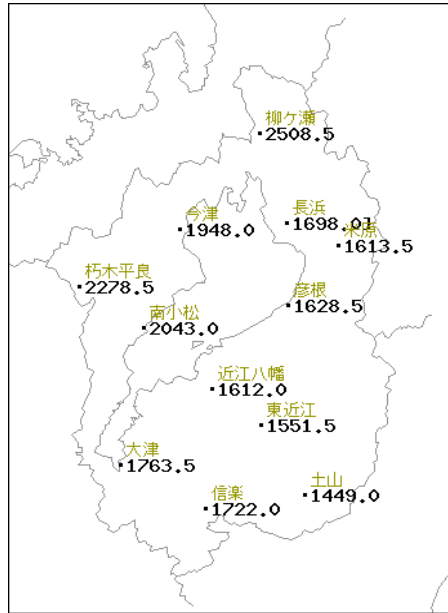 柳ケ瀬
2508.5
長浜
1698.0]
今津
1948.0
米原
1613.5
朽木平良
2278.5
彦根
1628.5
南小松
2043.0
近江八幡
1612.0
東近江
1551.5
大津
1763.5
土山
1449.0
信楽
1722.0